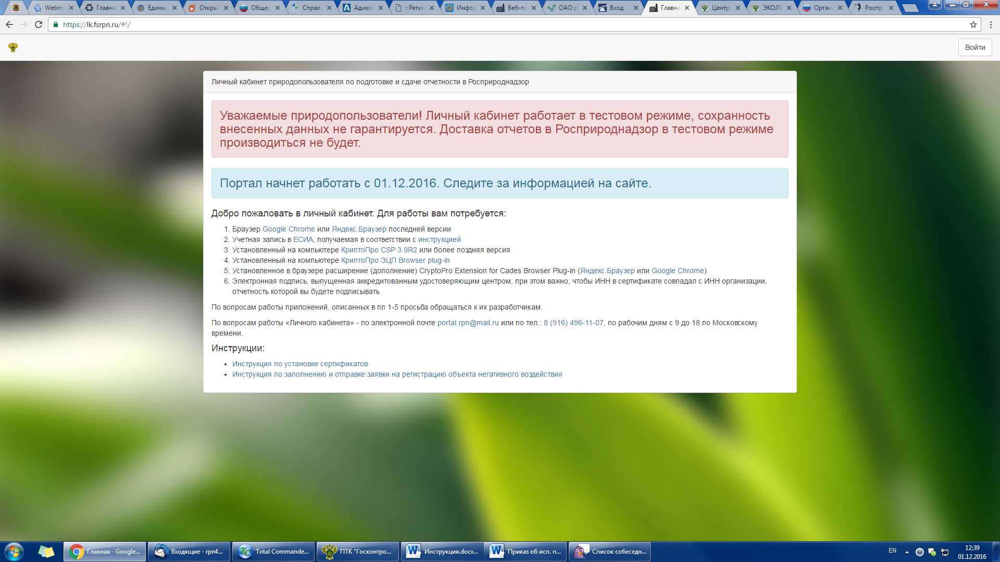 Webmi
Главна
Едины
Откры
Общер
Справо
Адико
: Регио
Инфор
Веб-по
ОАО р
Вход
Главна
Центр
ЭКОЛО
Орган
Роспри
https://lk.fsrpn.ru/#!/
Войти
Личный кабинет природопользователя по подготовке и сдаче отчетности в Росприроднадзор
Уважаемые природопользователи! Личный кабинет работает в тестовом режиме, сохранность
внесенных данных не гарантируется. Доставка отчетов в Росприроднадзор в тестовом режиме
производиться не будет.
Портал начнет работать с 01.12.2016. Следите за информацией на сайте.
Добро пожаловать в личный кабинет. Для работы вам потребуется:
1. Браузер Google Chrome или Яндекс.Браузер последней версии
2. Учетная запись в ЕСИА, получаемая в соответствии с инструкцией
3. Установленный на компьютере КриптоПро CSP 3.9R2 или более поздняя версия
4. Установленный на компьютере КриптоПро ЭЦП Browser plug-in
5. Установленное в браузере расширение (дополнение) CryptoPro Extension for Cades Browser Plug-in (Яндекс.Браузер или Google Chrome)
6. Электронная подпись, выпущенная аккредитованным удостоверяющим центром, при этом важно, чтобы ИНН в сертификате совпадал с ИНН организации,
отчетность которой вы будете подписывать
По вопросам работы приложений, описанных в пп 1-5 просьба обращаться к их разработчикам.
По вопросам работы «Личного кабинета» - по электронной почте portal.rpn@mail.ru или по тел.: 8 (916) 496-11-07, по рабочим дням с 9 до 18 по Московскому
времени.
Инструкции:
• Инструкция по установке сертификатов
• Инструкция по заполнению и отправке заявки на регистрацию объекта негативного воздействия
Главная - Google...
Входящие - rpn4...
Total Commande...
ПТК "Госконтро...
Инструкция.docx...
Приказ об исп. п...
Список собеседн...
EN
12:39
01.12.2016